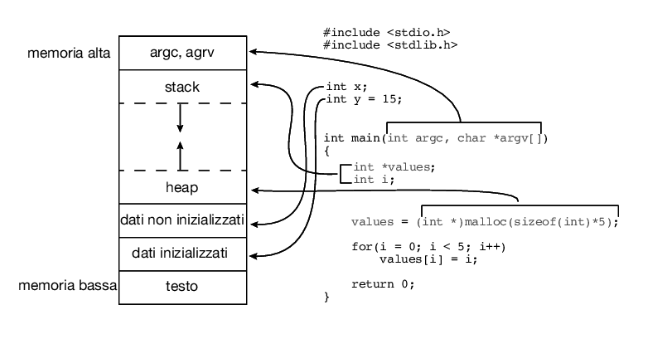 memoria alta
argc, agrv
stack
heap
dati non inizializzati
dati inizializzati
memoria bassa
testo
#include <stdio.h>
#include <stdlib.h>
int x;
int y = 15;
int main(int argc, char *argv[])
{
int *values;
int i;
values = (int *)malloc(sizeof(int)*5);
for(i = 0; i < 5; i++)
values[i] = i;
return 0;
}